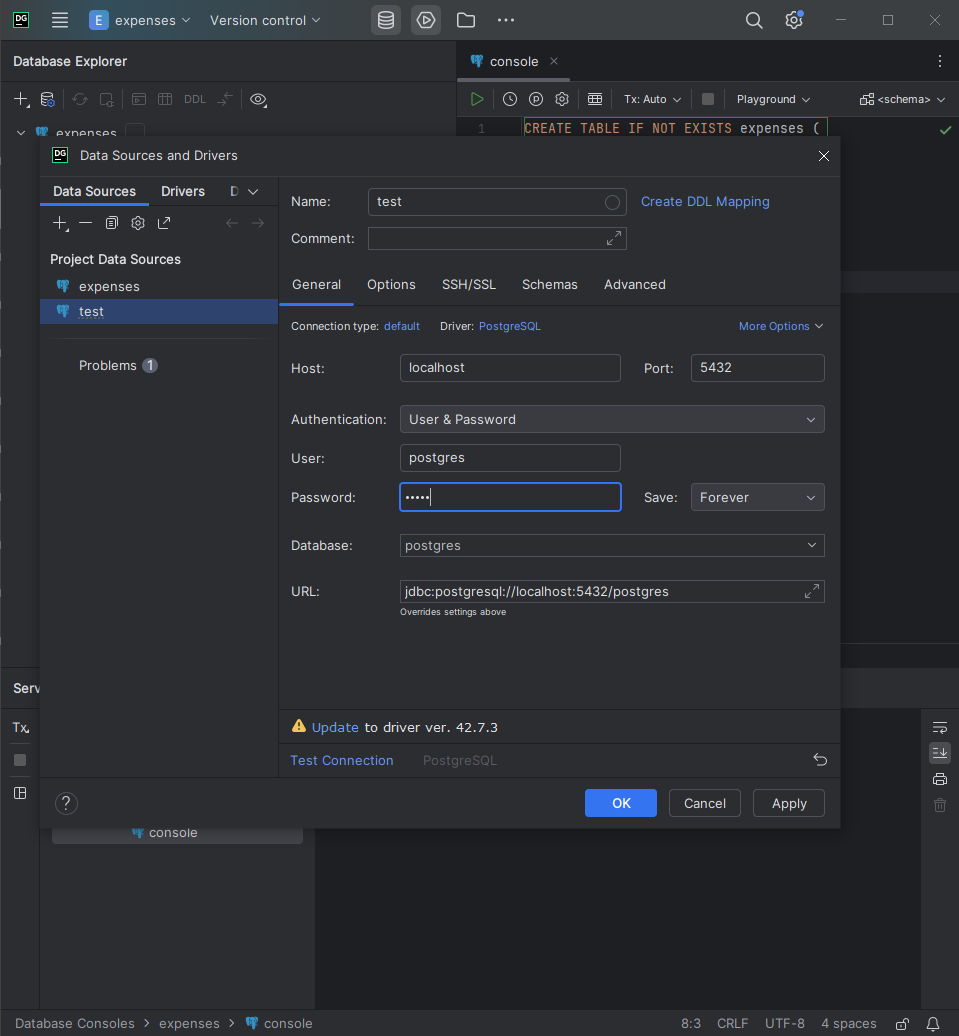 DG E expenses Version control
Database Explorer
console
DDL
Tx: Auto Playground <schema>
expenses
1 CREATE TABLE IF NOT EXISTS expenses (
DG Data Sources and Drivers
Data Sources Drivers D
Name: test Create DDL Mapping
Comment:
Project Data Sources
expenses
test
Problems 1
General Options SSH/SSL Schemas Advanced
Connection type: default Driver: PostgreSQL More Options
Host: localhost Port: 5432
Authentication: User & Password
User: postgres
Password: ••••• Save: Forever
Database: postgres
URL: jdbc:postgresql://localhost:5432/postgres
Overrides settings above
Serv
Tx
Update to driver ver. 42.7.3
Test Connection PostgreSQL
? OK Cancel Apply
console
Database Consoles > expenses > console 8:3 CRLF UTF-8 4 spaces